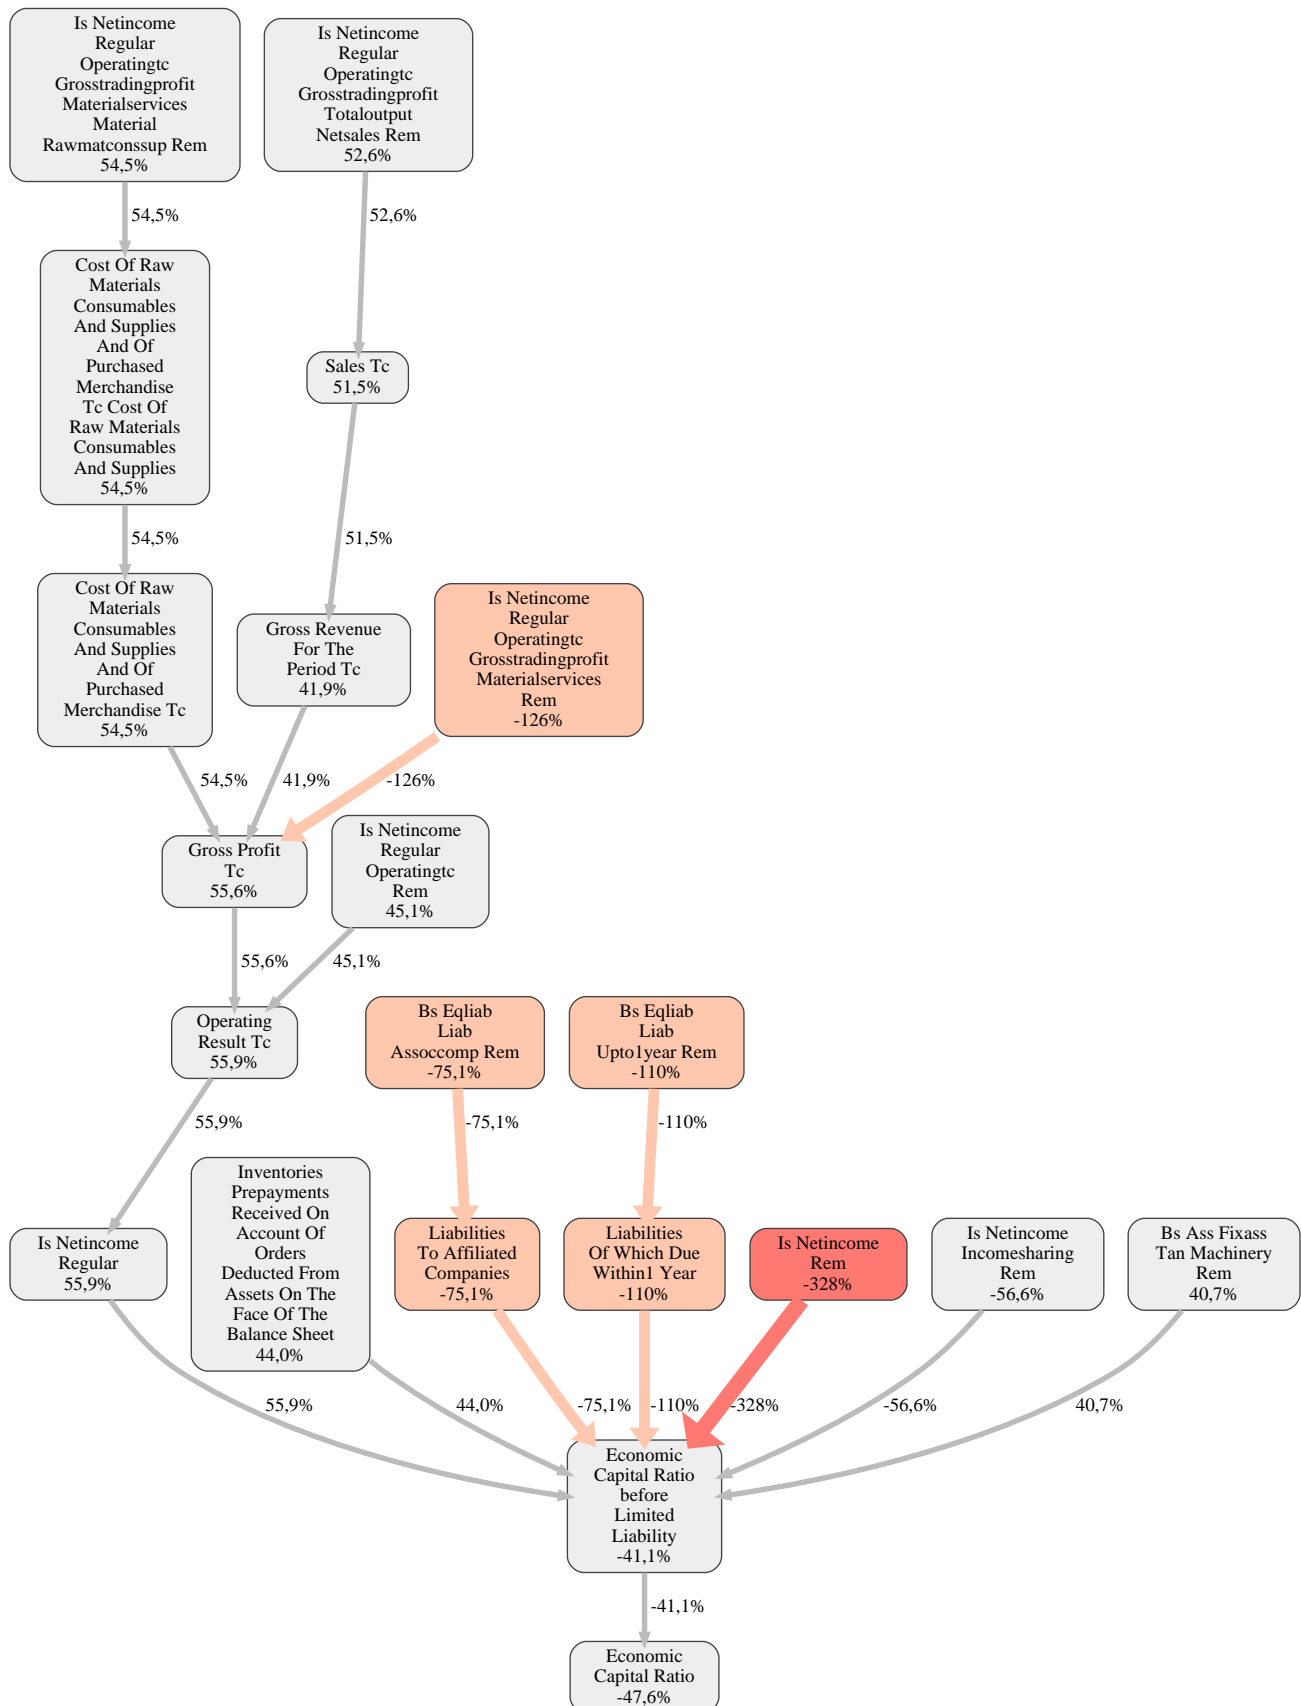 Is Netincome
Regular
Operatingtc
Grosstradingprofit
Materialservices
Material
Rawmatconssup Rem
54,5%
Is Netincome
Regular
Operatingtc
Grosstradingprofit
Totaloutput
Netsales Rem
52,6%
54,5%
52,6%
Cost Of Raw
Materials
Consumables
And Supplies
And Of
Purchased
Merchandise
Tc Cost Of
Raw Materials
Consumables
And Supplies
54,5%
Sales Tc
51,5%
54,5%
51,5%
Cost Of Raw
Materials
Consumables
And Supplies
And Of
Purchased
Merchandise Tc
54,5%
Gross Revenue
For The
Period Tc
41,9%
Is Netincome
Regular
Operatingtc
Grosstradingprofit
Materialservices
Rem
-126%
54,5%
41,9%
-126%
Gross Profit
Tc
55,6%
Is Netincome
Regular
Operatingtc
Rem
45,1%
55,6%
45,1%
Operating
Result Tc
55,9%
Bs Eqliab
Liab
Assoccomp Rem
-75,1%
Bs Eqliab
Liab
Upto1year Rem
-110%
55,9%
-75,1%
-110%
Is Netincome
Regular
55,9%
Inventories
Prepayments
Received On
Account Of
Orders
Deducted From
Assets On The
Face Of The
Balance Sheet
44,0%
Liabilities
To Affiliated
Companies
-75,1%
Liabilities
Of Which Due
Within1 Year
-110%
Is Netincome
Rem
-328%
Is Netincome
Incomesharing
Rem
-56,6%
Bs Ass Fixass
Tan Machinery
Rem
40,7%
55,9%
44,0%
-75,1%
-110%
-328%
-56,6%
40,7%
Economic
Capital Ratio
before
Limited
Liability
-41,1%
-41,1%
Economic
Capital Ratio
-47,6%